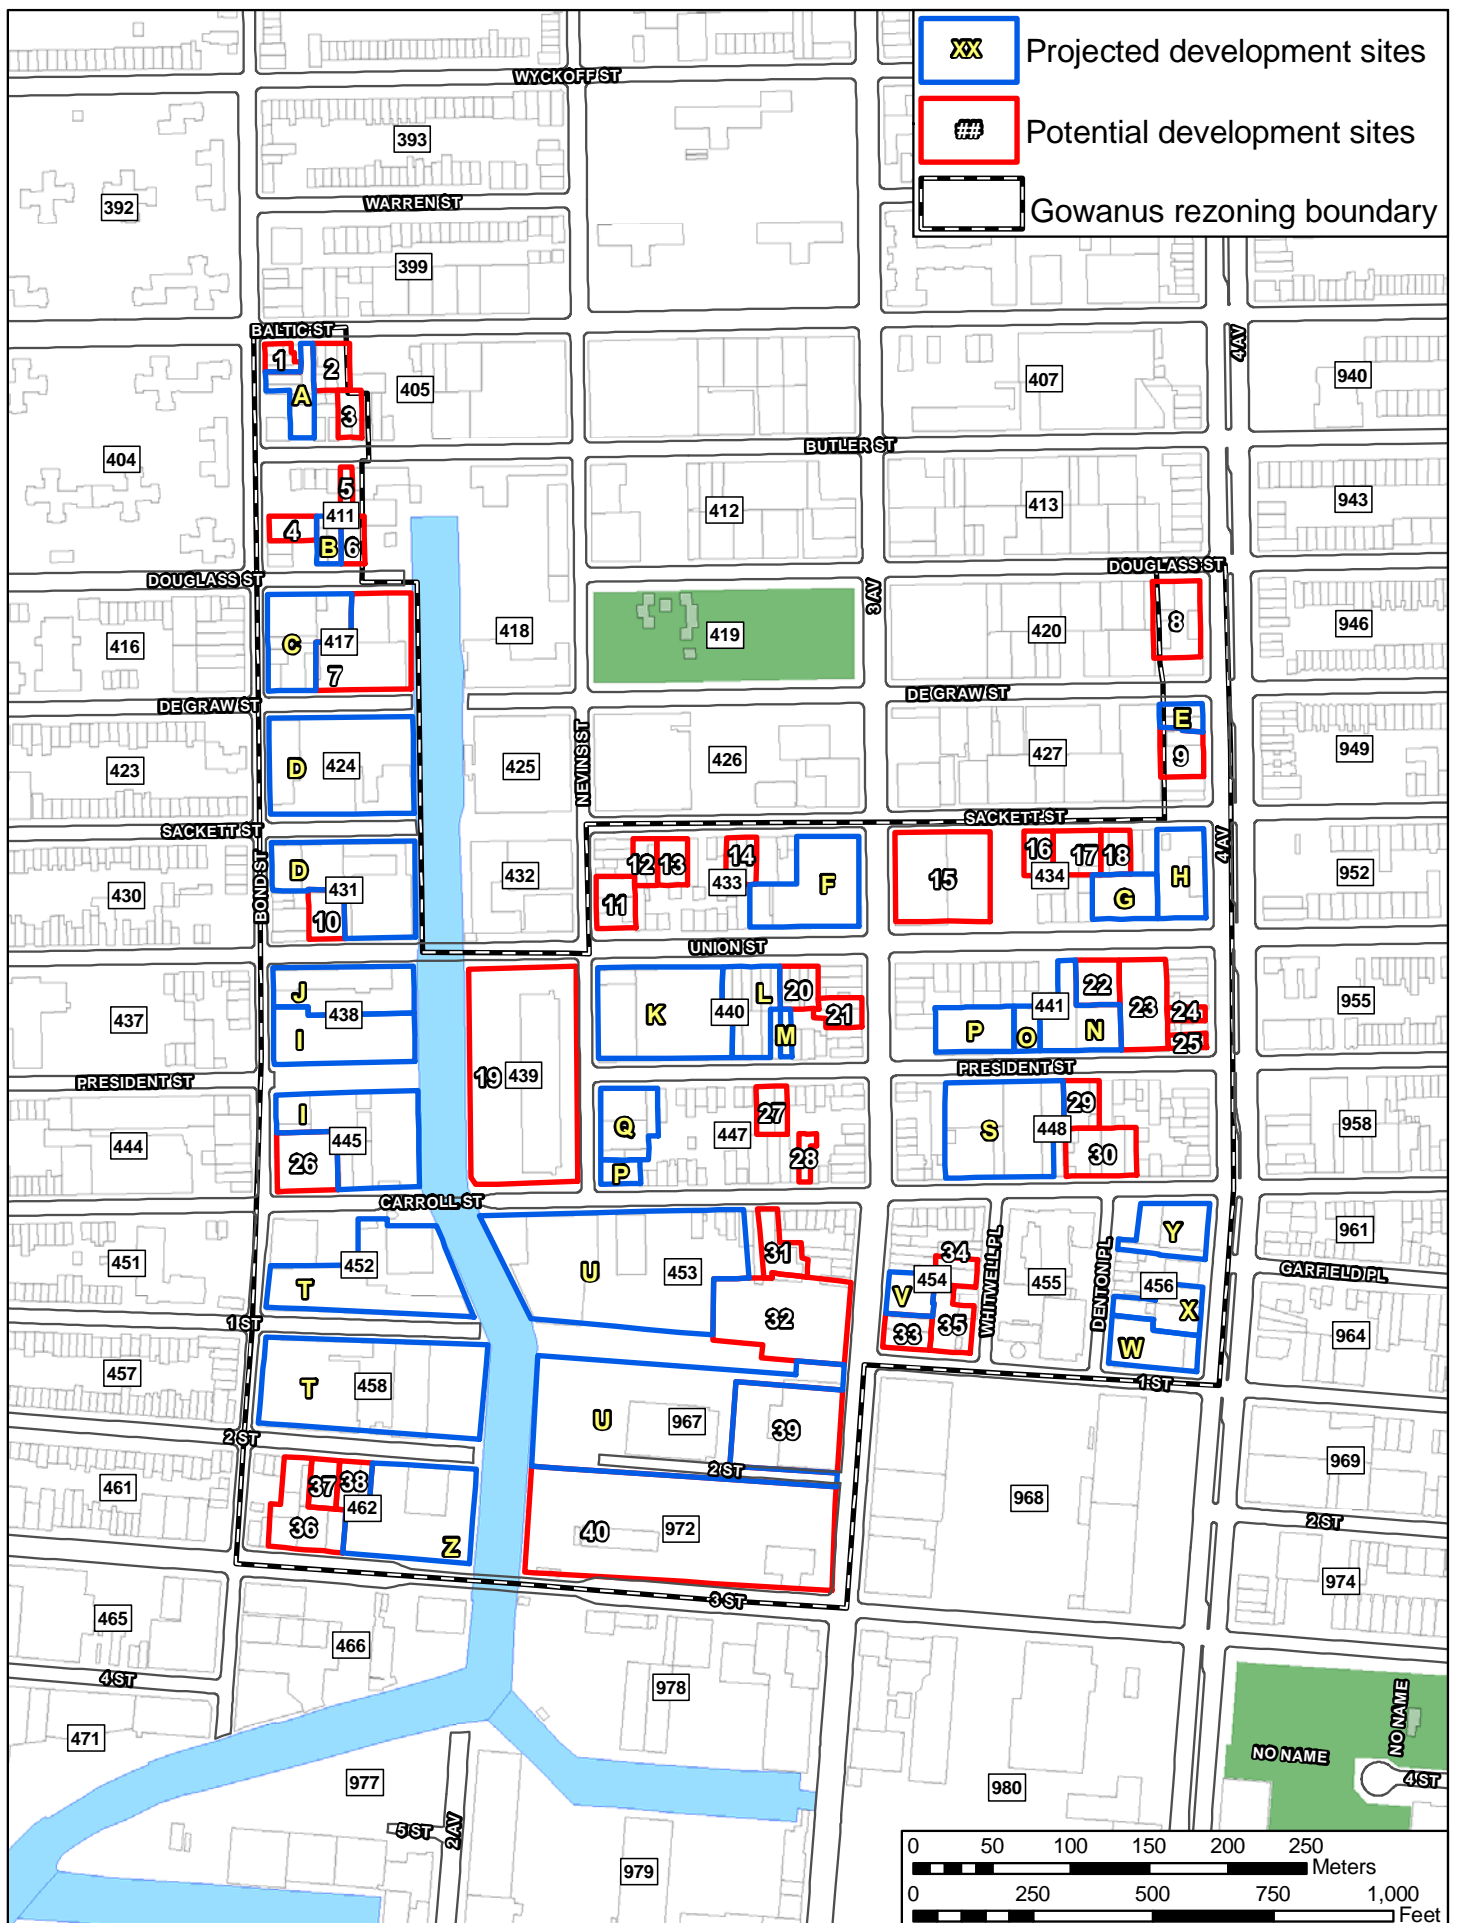 XX Projected development sites
## Potential development sites
Gowanus rezoning boundary
WYCKOFF ST
393
392
WARREN ST
399
BALTIC ST
1
2
A
3
405
407
4 AV
940
404
BUTLER ST
5
411
4
B
6
412
413
943
DOUGLASS ST
DOUGLASS ST
3 AV
416
C
417
7
418
419
420
8
946
DE GRAW ST
DE GRAW ST
423
D
424
425
NEVINS ST
426
427
E
9
949
SACKETT ST
SACKETT ST
4 AV
BOND ST
430
D
431
10
432
12
13
14
433
11
F
15
16
17
18
434
G
H
952
UNION ST
437
J
438
I
19
439
K
440
L
20
M
21
P
O
441
22
N
23
24
25
955
PRESIDENT ST
PRESIDENT ST
444
I
445
26
Q
P
447
27
28
S
448
29
30
958
CARROLL ST
451
452
T
U
453
31
32
34
454
V
33
35
WHITWELL PL
455
DENTON PL
Y
456
X
W
961
GARFIELD PL
964
1 ST
1 ST
457
T
458
U
967
39
2 ST
2 ST
461
37
38
462
36
Z
40
972
968
969
2 ST
974
3 ST
465
466
4 ST
978
471
977
980
NO NAME
NO NAME
4 ST
5 ST
2 AV
979
0 50 100 150 200 250
Meters
0 250 500 750 1,000
Feet